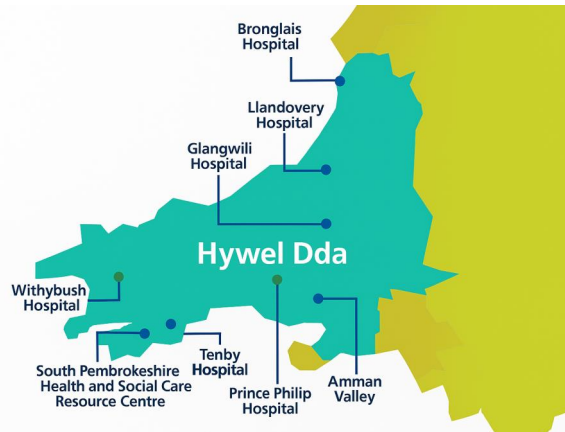 Bronglais
Hospital
Llandovery
Hospital
Glangwili
Hospital
Hywel Dda
Withybush
Hospital
South Pembrokeshire
Health and Social Care
Resource Centre
Tenby
Hospital
Prince Philip
Hospital
Amman
Valley